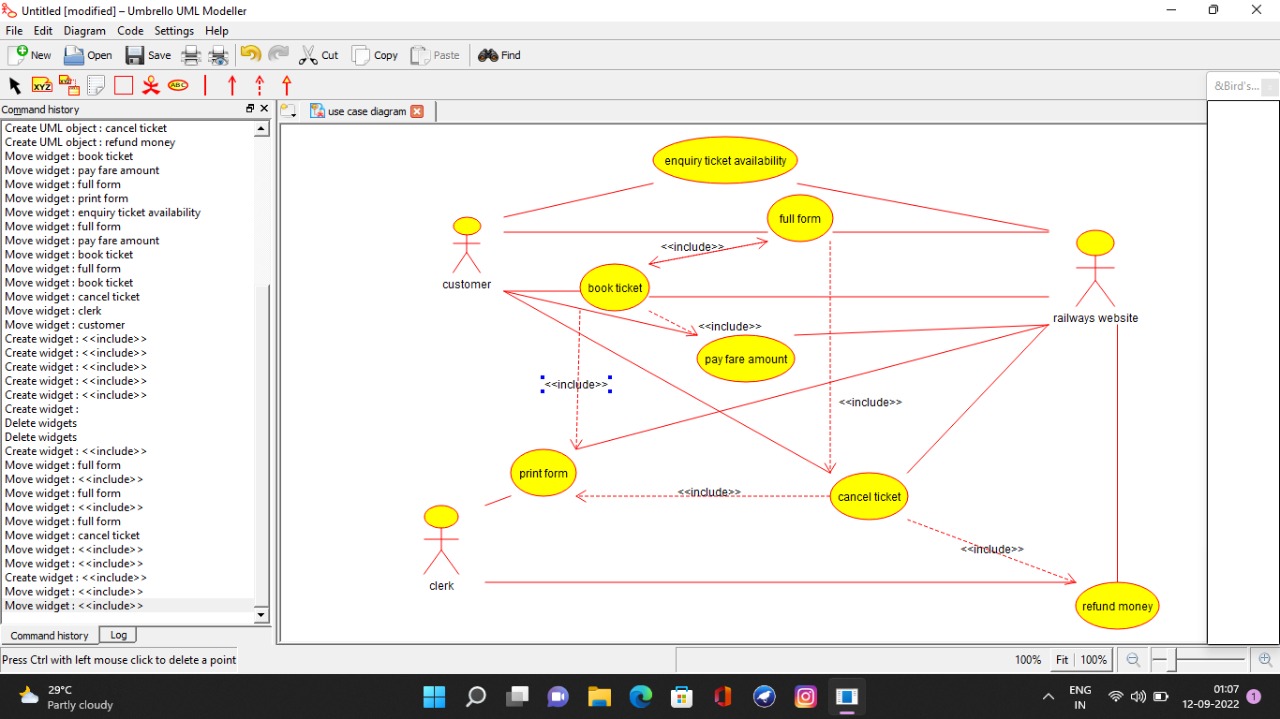 Untitled [modified] – Umbrello UML Modeller
File Edit Diagram Code Settings Help
New Open Save Cut Copy Paste Find
XYZ ABC
&Bird's...
Command history
use case diagram
Create UML object : cancel ticket
Create UML object : refund money
Move widget : book ticket
Move widget : pay fare amount
Move widget : full form
Move widget : print form
Move widget : enquiry ticket availability
Move widget : full form
Move widget : pay fare amount
Move widget : book ticket
Move widget : full form
Move widget : book ticket
Move widget : cancel ticket
Move widget : clerk
Move widget : customer
Create widget : <<include>>
Create widget : <<include>>
Create widget : <<include>>
Create widget : <<include>>
Create widget : <<include>>
Create widget :
Delete widgets
Delete widgets
Create widget : <<include>>
Move widget : full form
Move widget : <<include>>
Move widget : full form
Move widget : <<include>>
Move widget : full form
Move widget : cancel ticket
Move widget : <<include>>
Move widget : <<include>>
Create widget : <<include>>
Move widget : <<include>>
Move widget : <<include>>
Command history Log
enquiry ticket availability
full form
<<include>>
customer
book ticket
railways website
<<include>>
pay fare amount
<<include>>
<<include>>
print form
<<include>>
cancel ticket
<<include>>
clerk
refund money
Press Ctrl with left mouse click to delete a point
100% Fit 100%
29°C
Partly cloudy
ENG
IN
01:07
12-09-2022
1